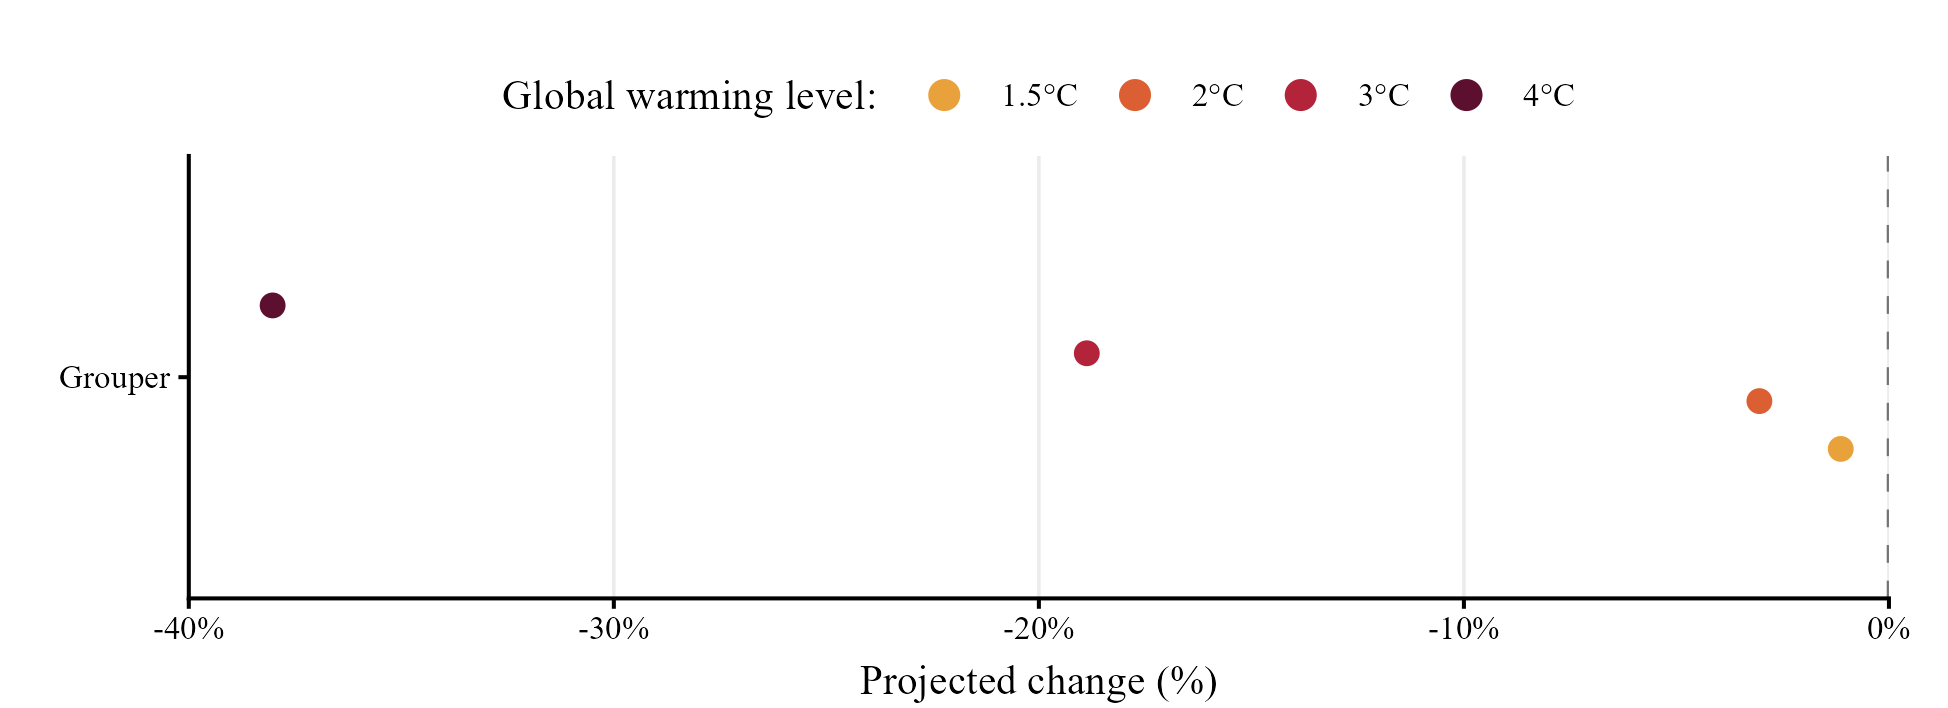 Global warming level: 1.5°C 2°C 3°C 4°C
Grouper
-40% -30% -20% -10% 0%
Projected change (%)